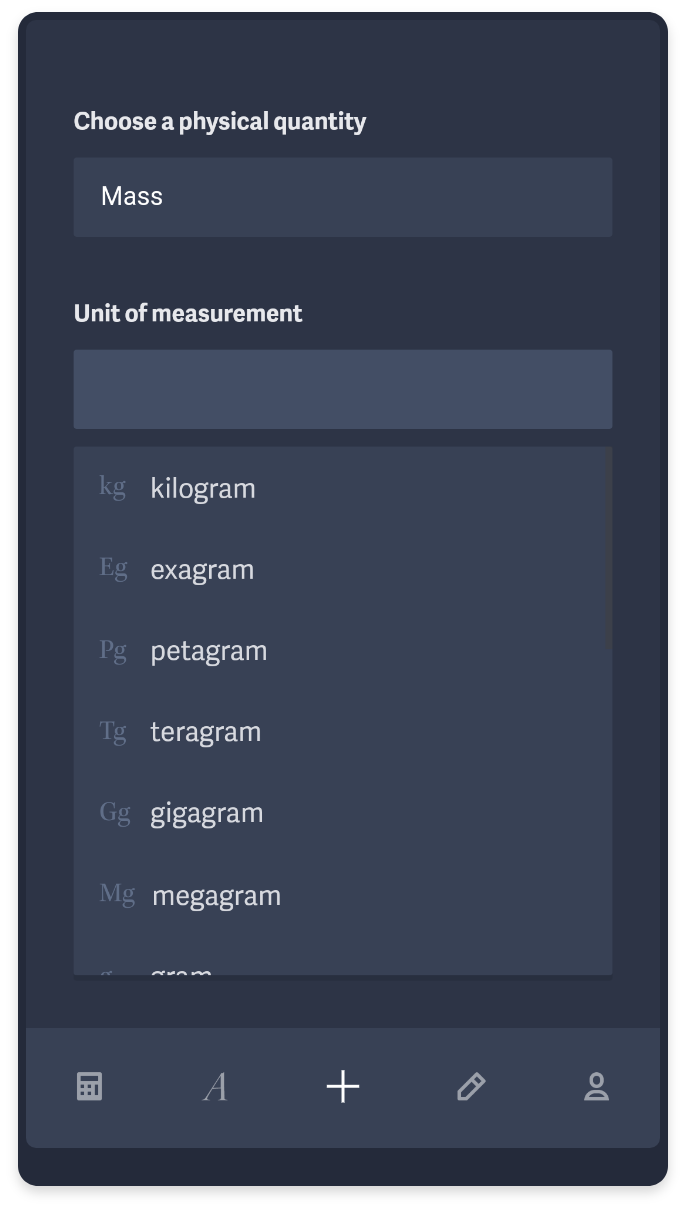 Choose a physical quantity
Mass
Unit of measurement
kg kilogram
Eg exagram
Pg petagram
Tg teragram
Gg gigagram
Mg megagram
g gram
A